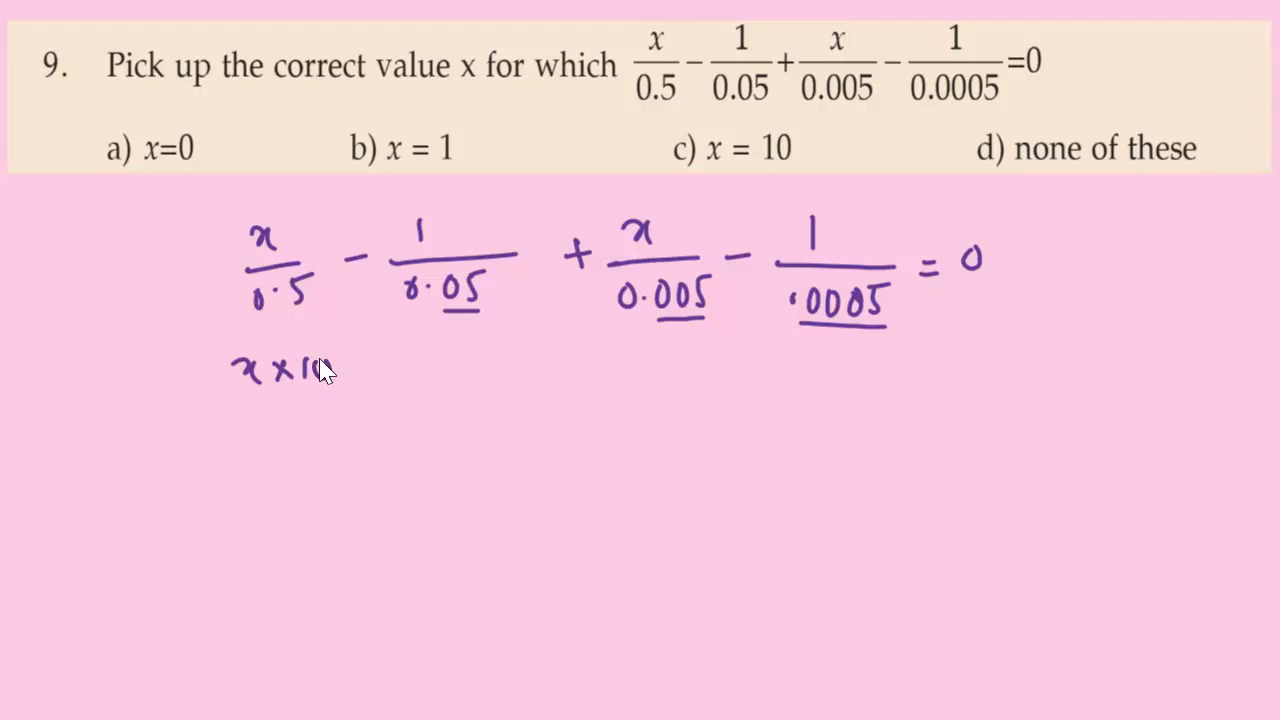 9. Pick up the correct value x for which x/0.5 − 1/0.05 + x/0.005 − 1/0.0005 =0
a) x=0 b) x = 1 c) x = 10 d) none of these
x/0.5 − 1/0.05 + x/0.005 − 1/.0005 = 0
x × 10